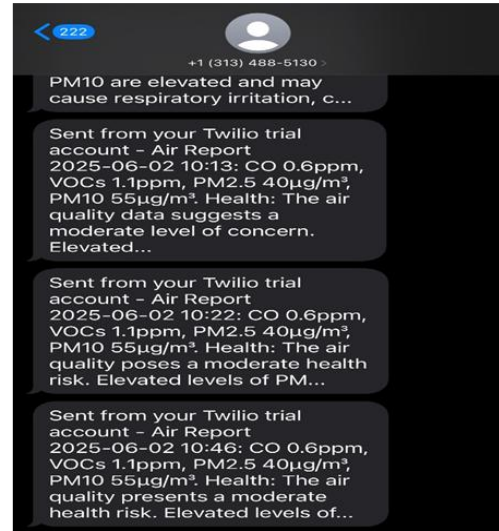 222
+1 (313) 488-5130 >
PM10 are elevated and may
cause respiratory irritation, c...
Sent from your Twilio trial
account - Air Report
2025-06-02 10:13: CO 0.6ppm,
VOCs 1.1ppm, PM2.5 40µg/m³,
PM10 55µg/m³. Health: The air
quality data suggests a
moderate level of concern.
Elevated...
Sent from your Twilio trial
account - Air Report
2025-06-02 10:22: CO 0.6ppm,
VOCs 1.1ppm, PM2.5 40µg/m³,
PM10 55µg/m³. Health: The air
quality poses a moderate health
risk. Elevated levels of PM...
Sent from your Twilio trial
account - Air Report
2025-06-02 10:46: CO 0.6ppm,
VOCs 1.1ppm, PM2.5 40µg/m³,
PM10 55µg/m³. Health: The air
quality presents a moderate
health risk. Elevated levels of...